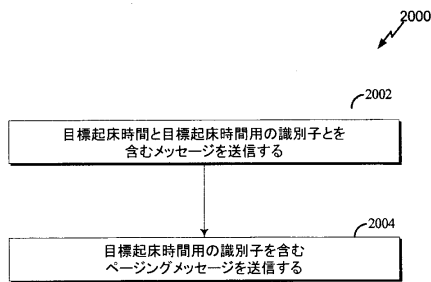 2000
2002
目標起床時間と目標起床時間用の識別子とを
含むメッセージを送信する
2004
目標起床時間用の識別子を含む
ページングメッセージを送信する